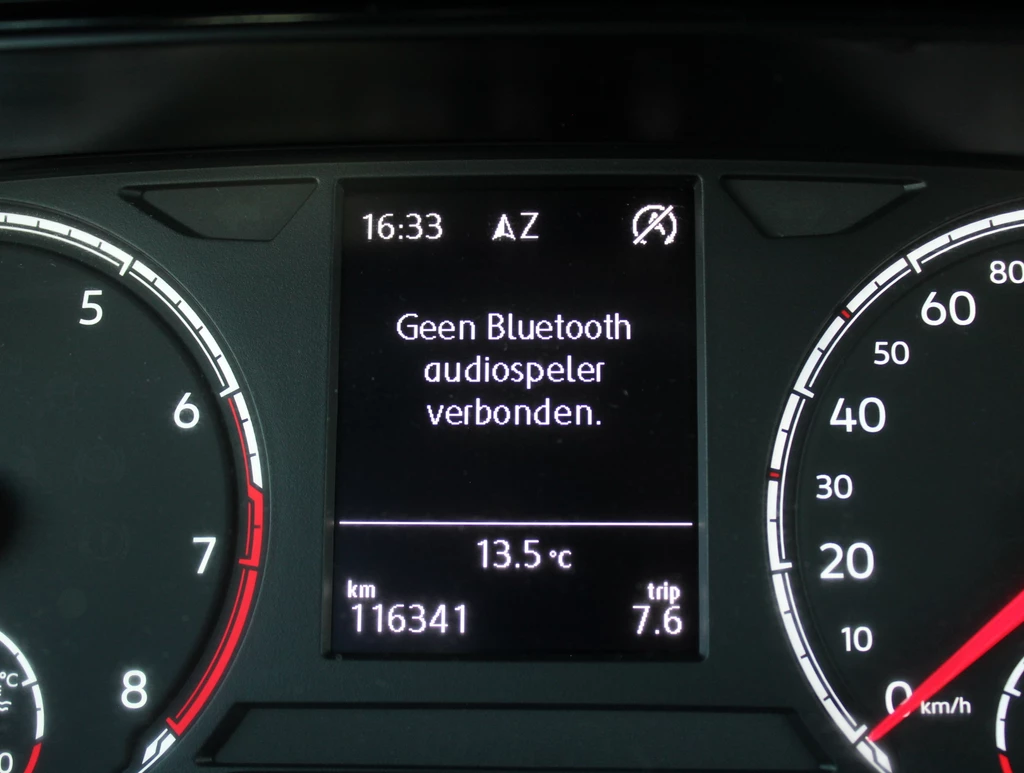 16:33 Z
Geen Bluetooth
audiospeler
verbonden.
13.5 °C
km trip
116341 7.6
5
6
7
8
°C
80
60
50
40
30
20
10
0 km/h